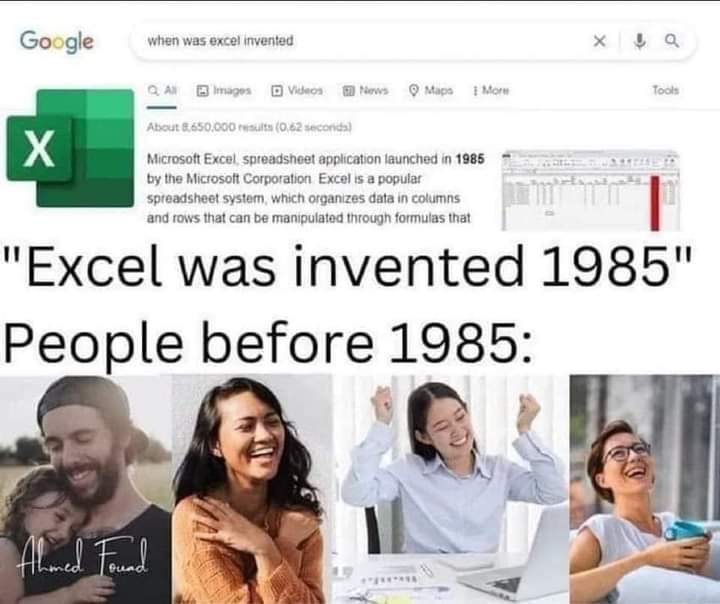 Google
when was excel invented
All Images Videos News Maps More Tools
About 8,650,000 results (0.62 seconds)
X
Microsoft Excel, spreadsheet application launched in 1985
by the Microsoft Corporation. Excel is a popular
spreadsheet system, which organizes data in columns
and rows that can be manipulated through formulas that
"Excel was invented 1985"
People before 1985:
Ahmed Fouad